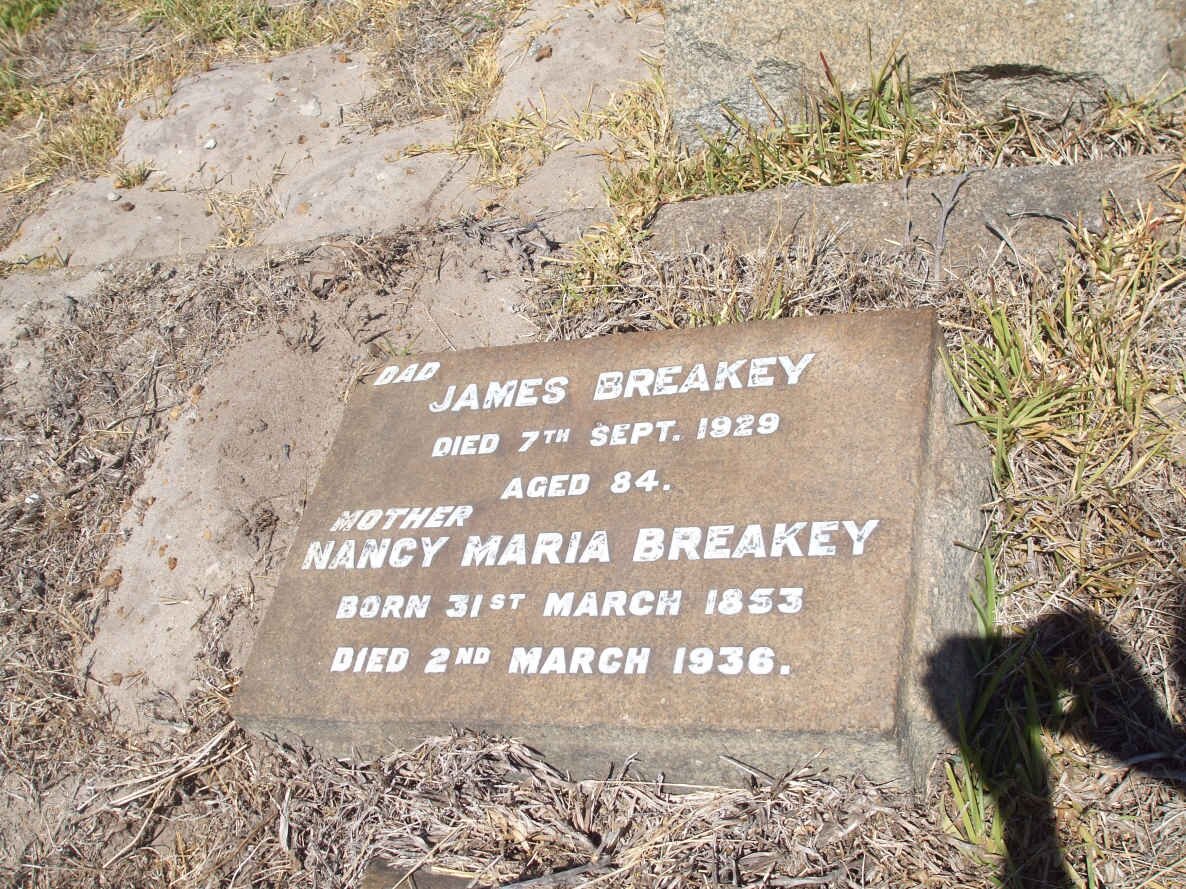 DAD
JAMES BREAKEY
DIED 7TH SEPT. 1929
AGED 84.
MOTHER
NANCY MARIA BREAKEY
BORN 31ST MARCH 1853
DIED 2ND MARCH 1936.